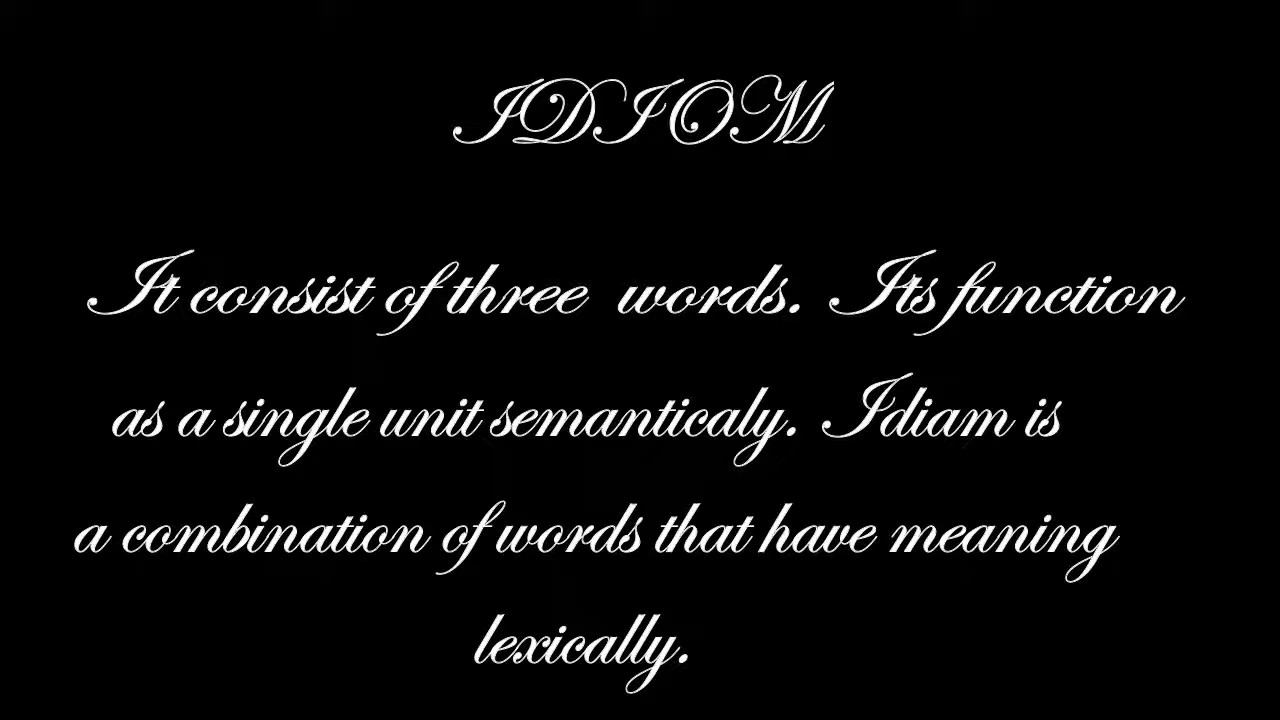 IDIOM
It consist of three words. Its function
as a single unit semanticaly. Idiam is
a combination of words that have meaning
lexically.